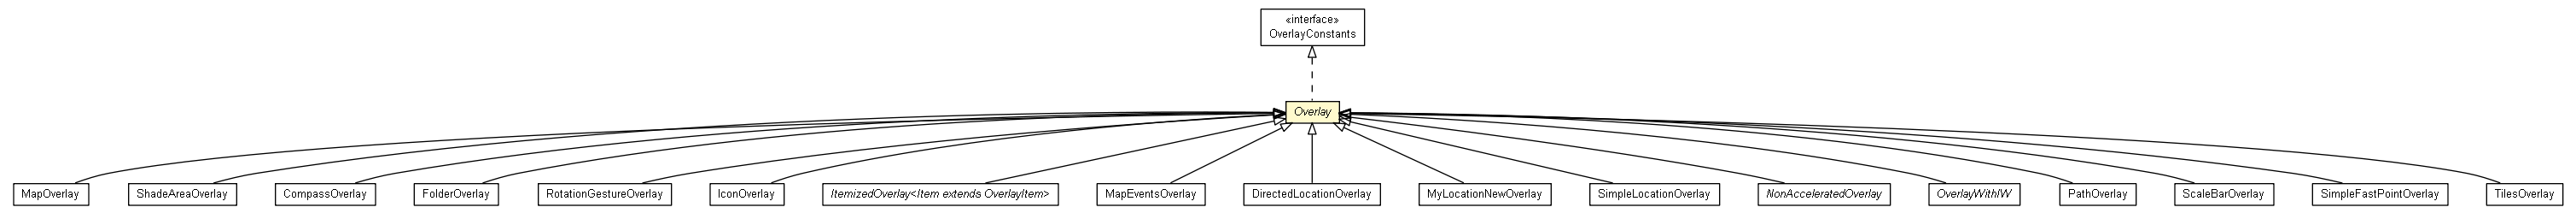 «interface»
OverlayConstants
Overlay
MapOverlay
ShadeAreaOverlay
CompassOverlay
FolderOverlay
RotationGestureOverlay
IconOverlay
ItemizedOverlay<Item extends OverlayItem>
MapEventsOverlay
DirectedLocationOverlay
MyLocationNewOverlay
SimpleLocationOverlay
NonAcceleratedOverlay
OverlayWithIW
PathOverlay
ScaleBarOverlay
SimpleFastPointOverlay
TilesOverlay